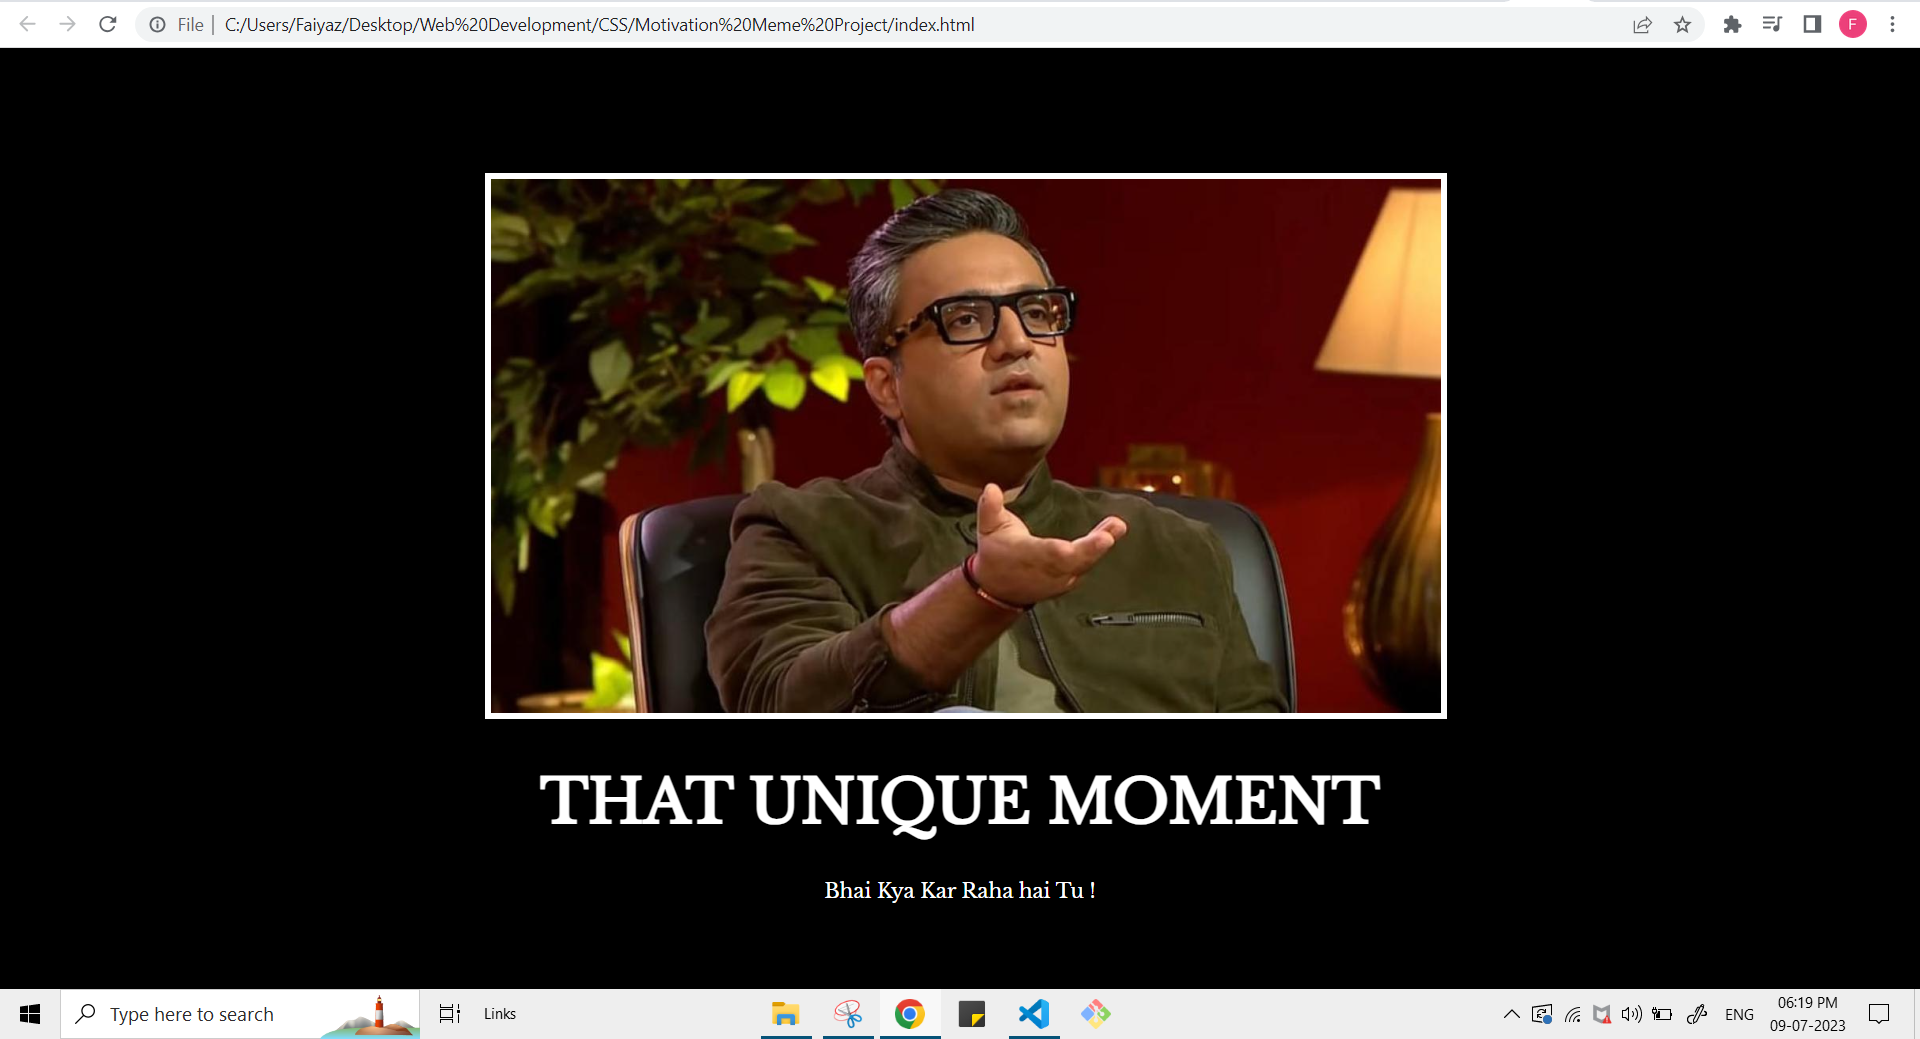 File | C:/Users/Faiyaz/Desktop/Web%20Development/CSS/Motivation%20Meme%20Project/index.html
F
THAT UNIQUE MOMENT
Bhai Kya Kar Raha hai Tu !
Type here to search
Links
ENG
06:19 PM
09-07-2023